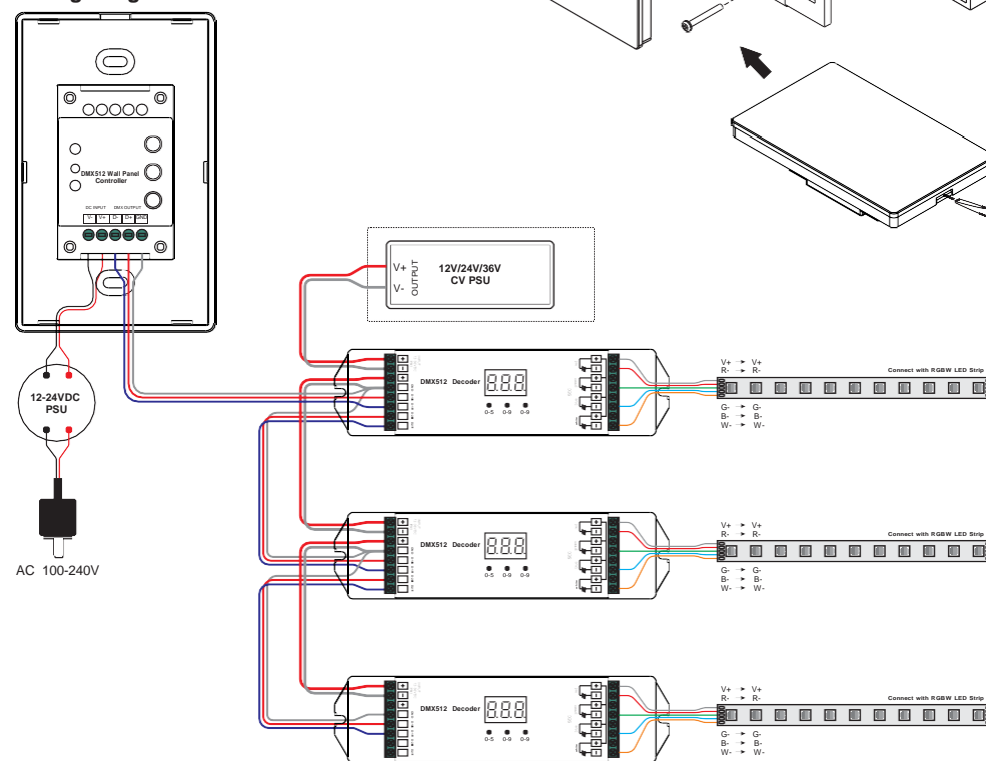 DMX512 Wall Panel
Controller
DC INPUT DMX OUTPUT
V- V+ D- D+ GND
12-24VDC
PSU
AC 100-240V
V+
V-
OUTPUT
12V/24V/36V
CV PSU
DMX512 Decoder
0-5 0-9 0-9
V+ → V+
R- → R-
G- → G-
B- → B-
W- → W-
Connect with RGBW LED Strip
DMX512 Decoder
0-5 0-9 0-9
V+ → V+
R- → R-
G- → G-
B- → B-
W- → W-
Connect with RGBW LED Strip
DMX512 Decoder
0-5 0-9 0-9
V+ → V+
R- → R-
G- → G-
B- → B-
W- → W-
Connect with RGBW LED Strip